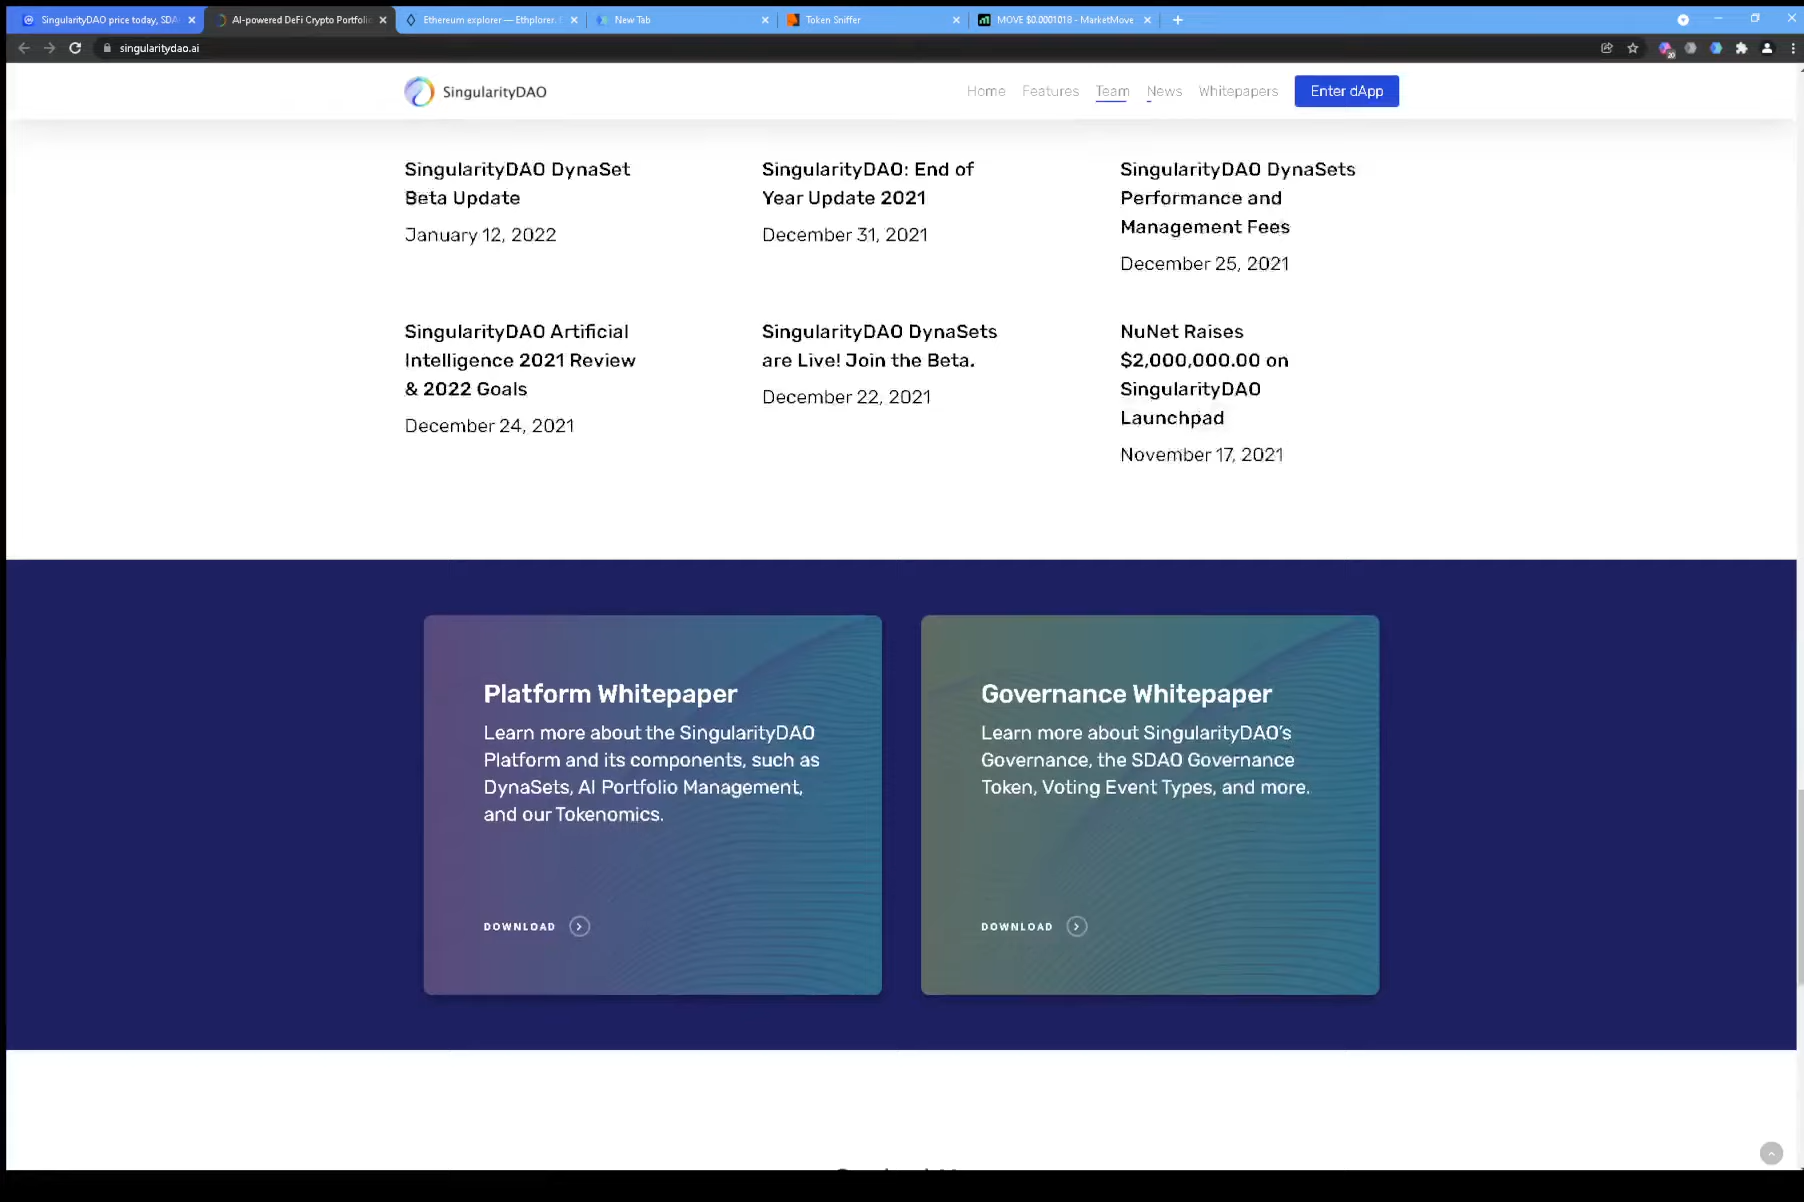 SingularityDAO price today, SDA
AI-powered DeFi Crypto Portfolio
Ethereum explorer — Ethplorer.
New Tab
Token Sniffer
MOVE $0.0001018 - MarketMove
singularitydao.ai
20
SingularityDAO
Home
Features
Team
News
Whitepapers
Enter dApp
SingularityDAO DynaSet
Beta Update
January 12, 2022
SingularityDAO: End of
Year Update 2021
December 31, 2021
SingularityDAO DynaSets
Performance and
Management Fees
December 25, 2021
SingularityDAO Artificial
Intelligence 2021 Review
& 2022 Goals
December 24, 2021
SingularityDAO DynaSets
are Live! Join the Beta.
December 22, 2021
NuNet Raises
$2,000,000.00 on
SingularityDAO
Launchpad
November 17, 2021
Platform Whitepaper
Learn more about the SingularityDAO
Platform and its components, such as
DynaSets, AI Portfolio Management,
and our Tokenomics.
DOWNLOAD
Governance Whitepaper
Learn more about SingularityDAO’s
Governance, the SDAO Governance
Token, Voting Event Types, and more.
DOWNLOAD